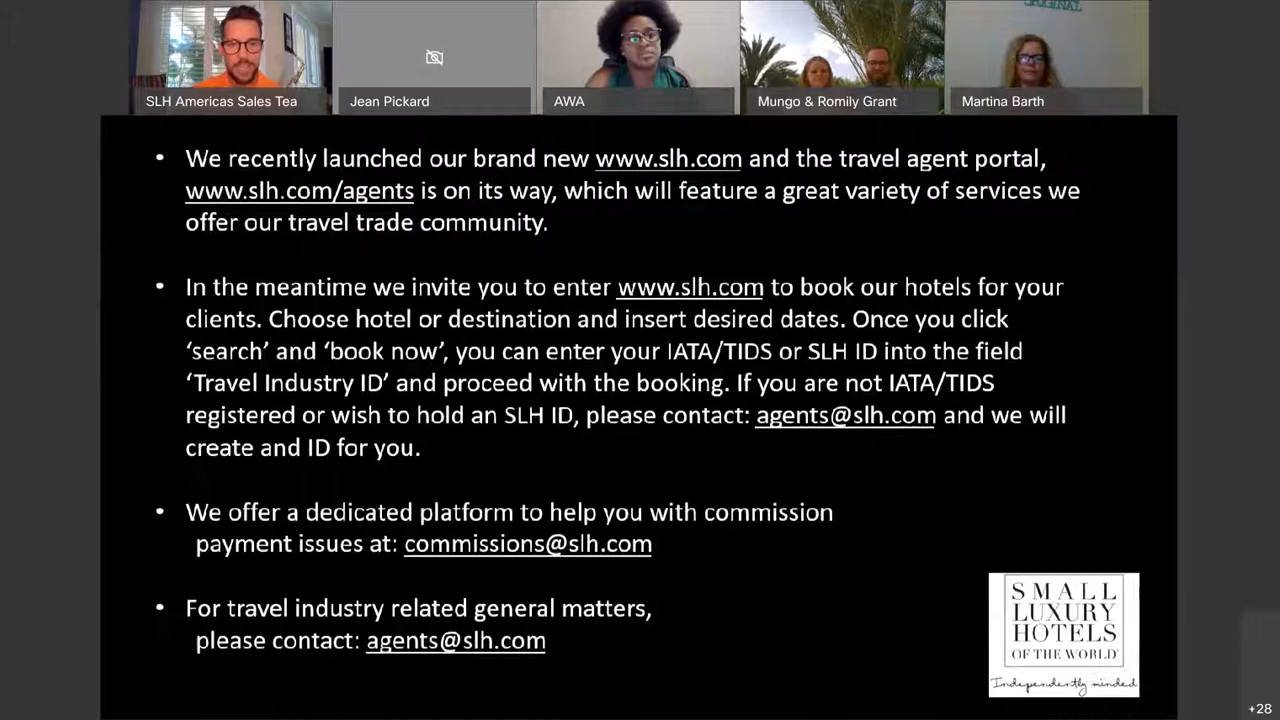 ORIGINAL
SLH Americas Sales Tea
Jean Pickard
AWA
Mungo & Romily Grant
Martina Barth
• We recently launched our brand new www.slh.com and the travel agent portal,
www.slh.com/agents is on its way, which will feature a great variety of services we
offer our travel trade community.
• In the meantime we invite you to enter www.slh.com to book our hotels for your
clients. Choose hotel or destination and insert desired dates. Once you click
‘search’ and ‘book now’, you can enter your IATA/TIDS or SLH ID into the field
‘Travel Industry ID’ and proceed with the booking. If you are not IATA/TIDS
registered or wish to hold an SLH ID, please contact: agents@slh.com and we will
create and ID for you.
• We offer a dedicated platform to help you with commission
payment issues at: commissions@slh.com
• For travel industry related general matters,
please contact: agents@slh.com
SMALL
LUXURY
HOTELS
OF THE WORLD
Independently minded
+28